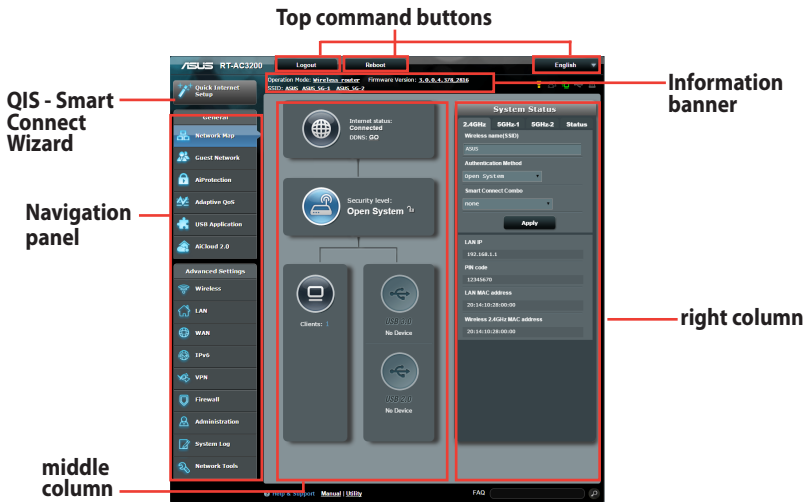 Top command buttons
ASUS RT-AC3200
Logout
Reboot
English
Quick Internet
Setup
Operation Mode: Wireless router Firmware Version: 3.0.0.4.378_2816
SSID: ASUS ASUS_5G-1 ASUS_5G-2
Information
banner
QIS - Smart
Connect
Wizard
General
Network Map
Guest Network
AiProtection
Adaptive QoS
USB Application
AiCloud 2.0
Navigation
panel
Advanced Settings
Wireless
LAN
WAN
IPv6
VPN
Firewall
Administration
System Log
Network Tools
Internet status:
Connected
DDNS: GO
Security level:
Open System
Clients:
USB 3.0
No Device
USB 2.0
No Device
System Status
2.4GHz 5GHz-1 5GHz-2 Status
Wireless name(SSID)
ASUS
Authentication Method
Open System
Smart Connect Combo
none
Apply
LAN IP
192.168.1.1
PIN code
12345670
LAN MAC address
20:14:10:28:00:00
Wireless 2.4GHz MAC address
20:14:10:28:00:00
right column
middle
column
Help & Support Manual | Utility
FAQ